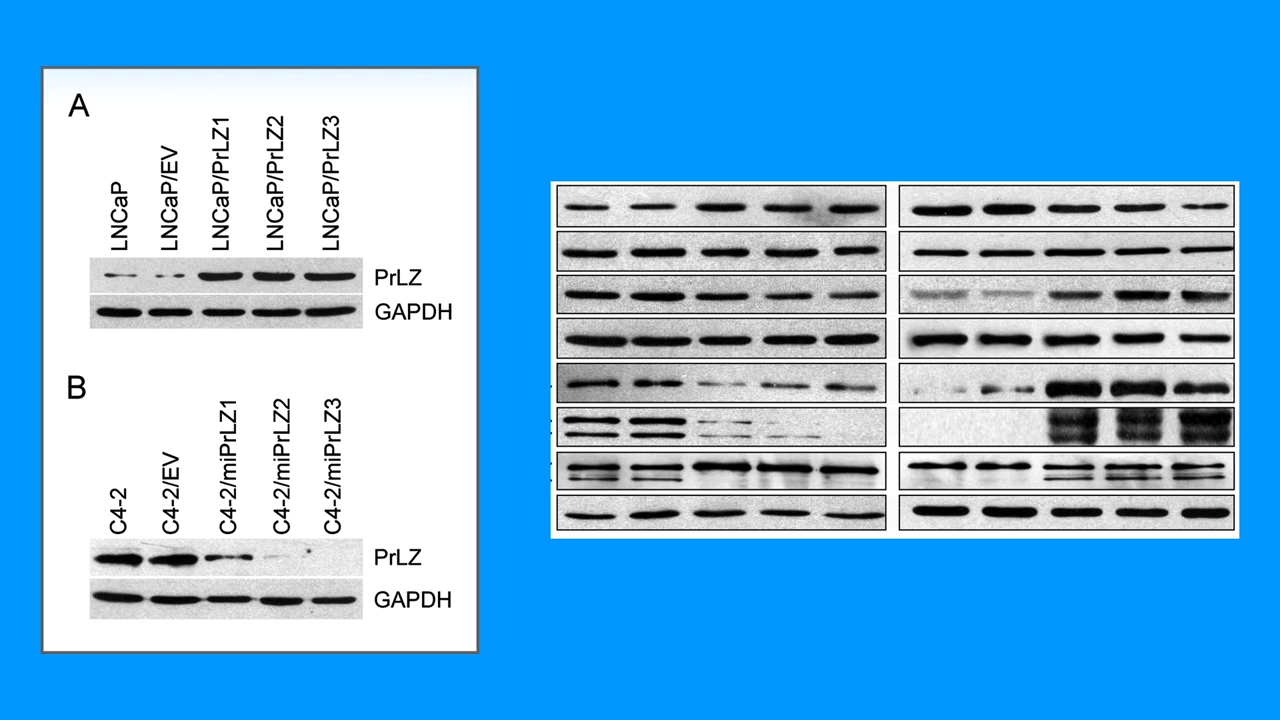 A
LNCaP
LNCaP/EV
LNCaP/PrLZ1
LNCaP/PrLZ2
LNCaP/PrLZ3
PrLZ
GAPDH
B
C4-2
C4-2/EV
C4-2/miPrLZ1
C4-2/miPrLZ2
C4-2/miPrLZ3
PrLZ
GAPDH